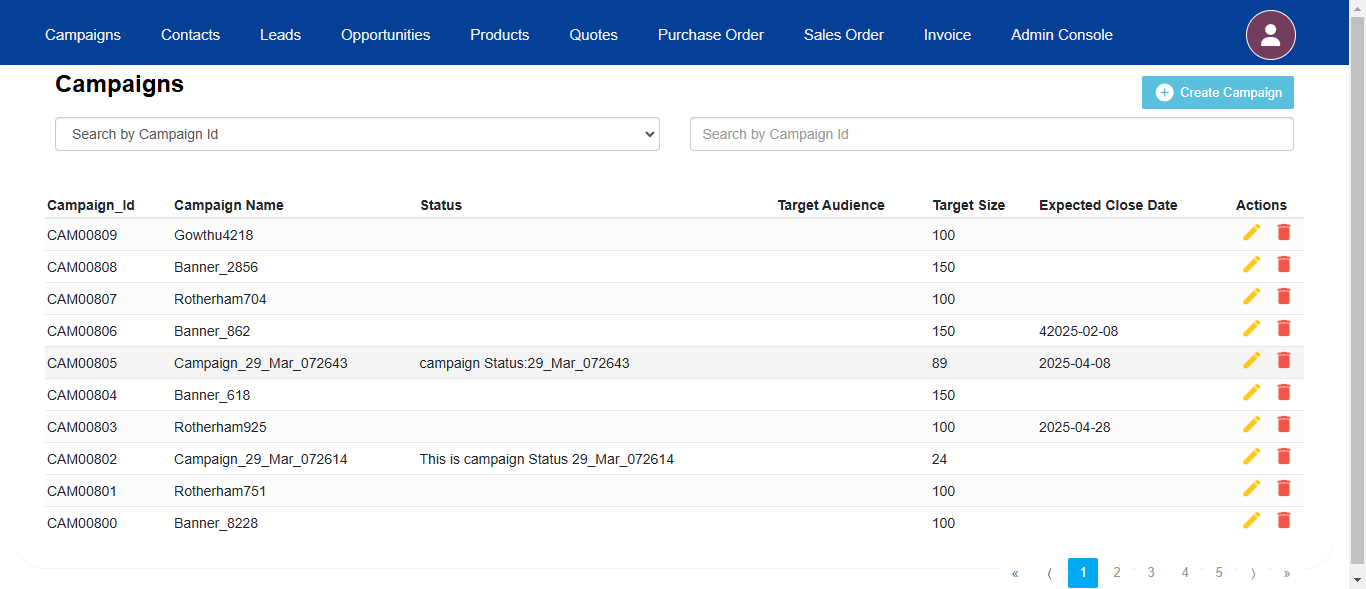 Campaigns Contacts Leads Opportunities Products Quotes Purchase Order Sales Order Invoice Admin Console
Campaigns
Create Campaign
Search by Campaign Id Search by Campaign Id
Campaign_Id Campaign Name Status Target Audience Target Size Expected Close Date Actions
CAM00809 Gowthu4218 100
CAM00808 Banner_2856 150
CAM00807 Rotherham704 100
CAM00806 Banner_862 150 42025-02-08
CAM00805 Campaign_29_Mar_072643 campaign Status:29_Mar_072643 89 2025-04-08
CAM00804 Banner_618 150
CAM00803 Rotherham925 100 2025-04-28
CAM00802 Campaign_29_Mar_072614 This is campaign Status 29_Mar_072614 24
CAM00801 Rotherham751 100
CAM00800 Banner_8228 100
« ⟨ 1 2 3 4 5 ⟩ »